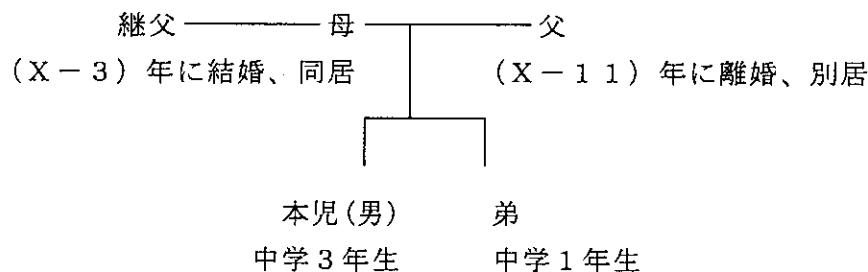 継父 母 父
(X－3)年に結婚、同居 (X－11)年に離婚、別居
本児(男) 弟
中学3年生 中学1年生